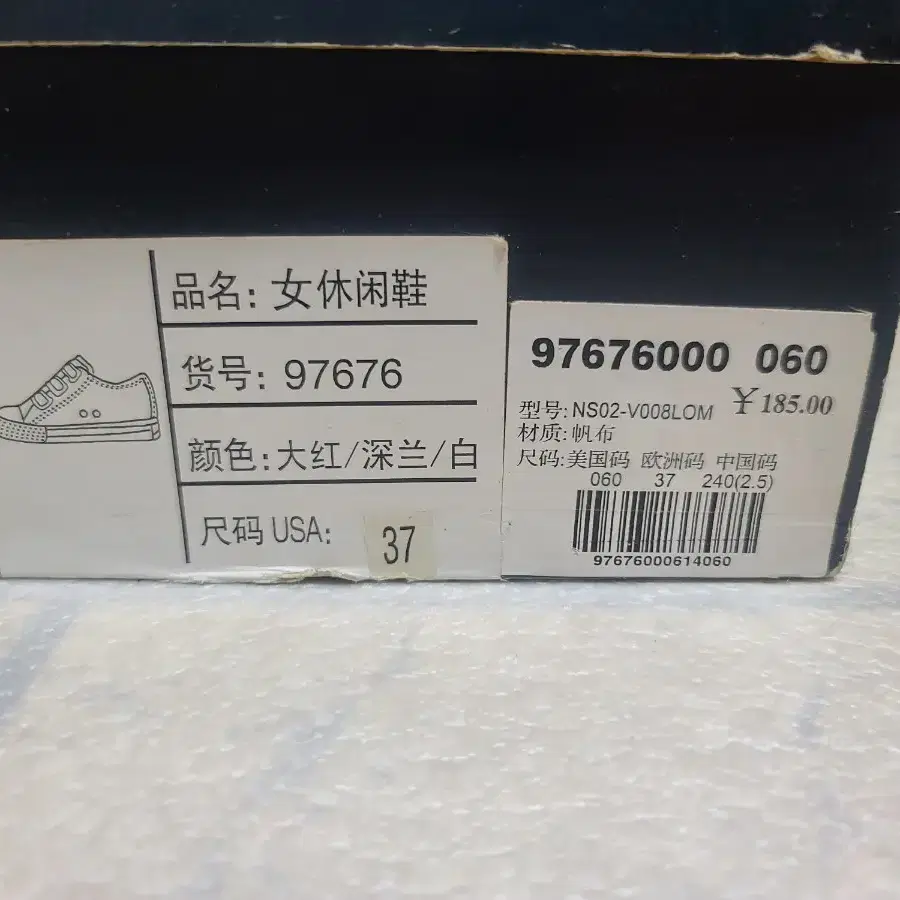 品名: 女休闲鞋
货号: 97676
颜色: 大红/深兰/白
尺码 USA: 37
97676000 060
型号: NS02-V008LOM ￥185.00
材质: 帆布
尺码: 美国码 欧洲码 中国码
060 37 240(2.5)
97676000614060